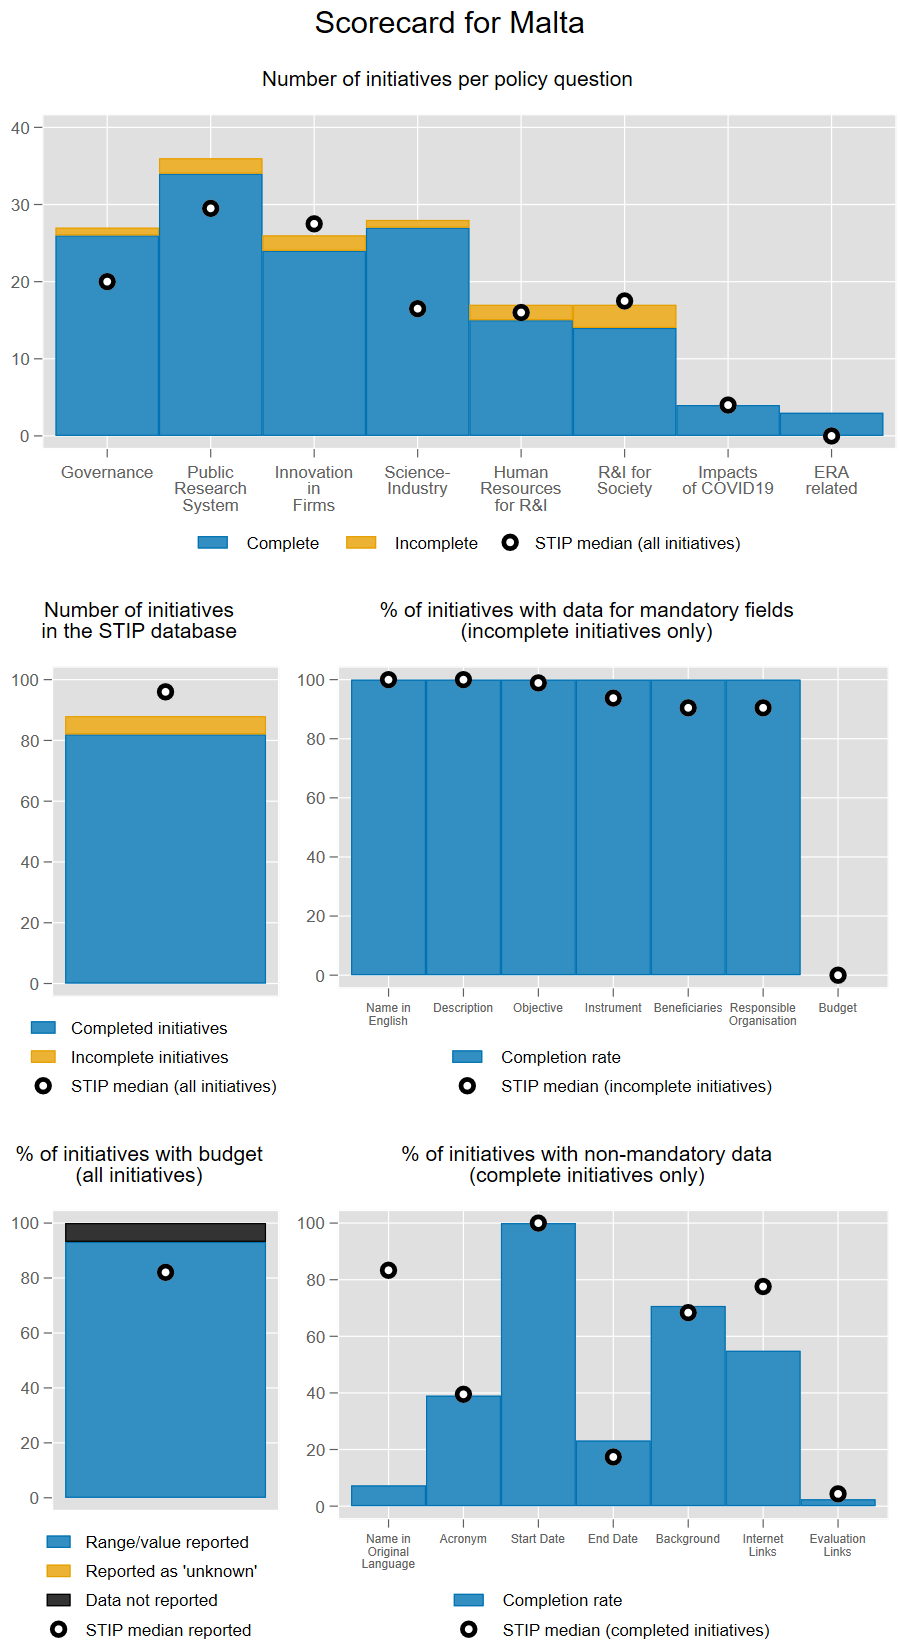 Scorecard for Malta
Number of initiatives per policy question
40
30
20
10
0
Governance
Public
Research
System
Innovation
in
Firms
Science-
Industry
Human
Resources
for R&I
R&I for
Society
Impacts
of COVID19
ERA
related
Complete
Incomplete
STIP median (all initiatives)
Number of initiatives
in the STIP database
100
80
60
40
20
0
Completed initiatives
Incomplete initiatives
STIP median (all initiatives)
% of initiatives with data for mandatory fields
(incomplete initiatives only)
100
80
60
40
20
0
Name in
English
Description
Objective
Instrument
Beneficiaries
Responsible
Organisation
Budget
Completion rate
STIP median (incomplete initiatives)
% of initiatives with budget
(all initiatives)
100
80
60
40
20
0
Range/value reported
Reported as 'unknown'
Data not reported
STIP median reported
% of initiatives with non-mandatory data
(complete initiatives only)
100
80
60
40
20
0
Name in
Original
Language
Acronym
Start Date
End Date
Background
Internet
Links
Evaluation
Links
Completion rate
STIP median (completed initiatives)